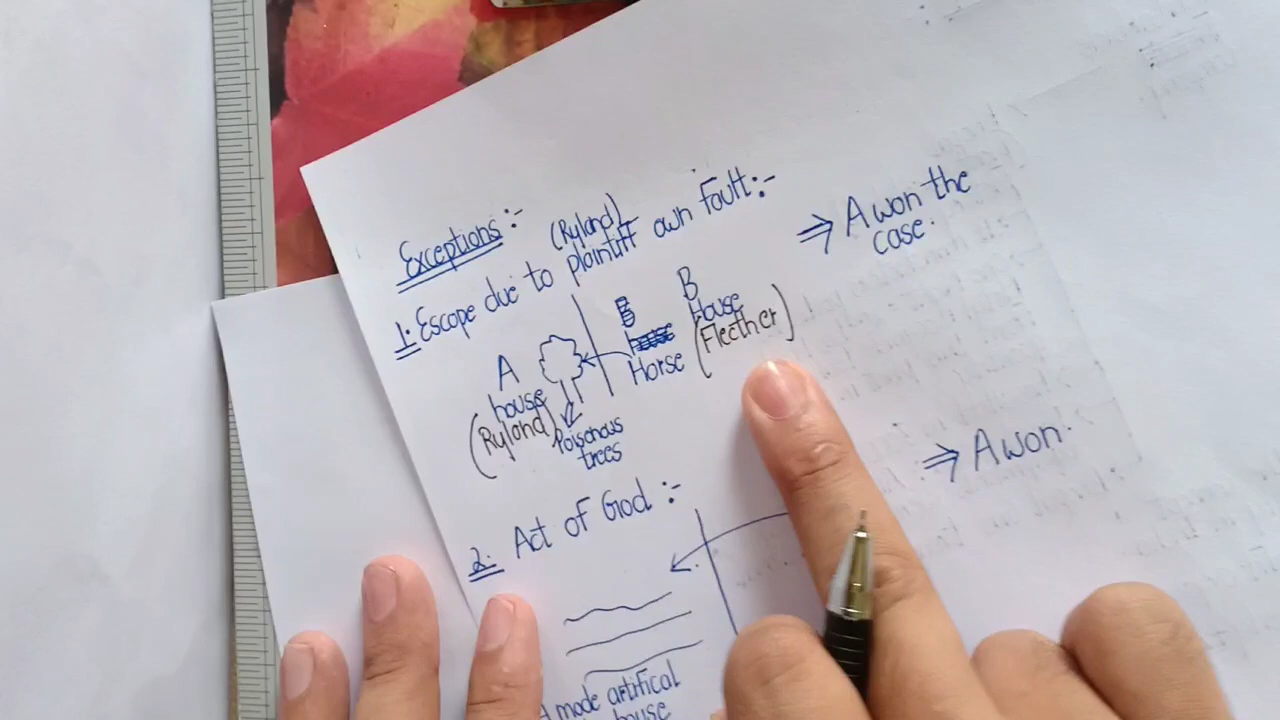 Exceptions :-
(Ryland)
1. Escape due to plaintiff own fault :-
⇒ A won the
case.
B
House
(Flecther)
Horse
A
house
(Ryland)
Poisonous
trees
2. Act of God :-
⇒ A won.
A mode artifical
house